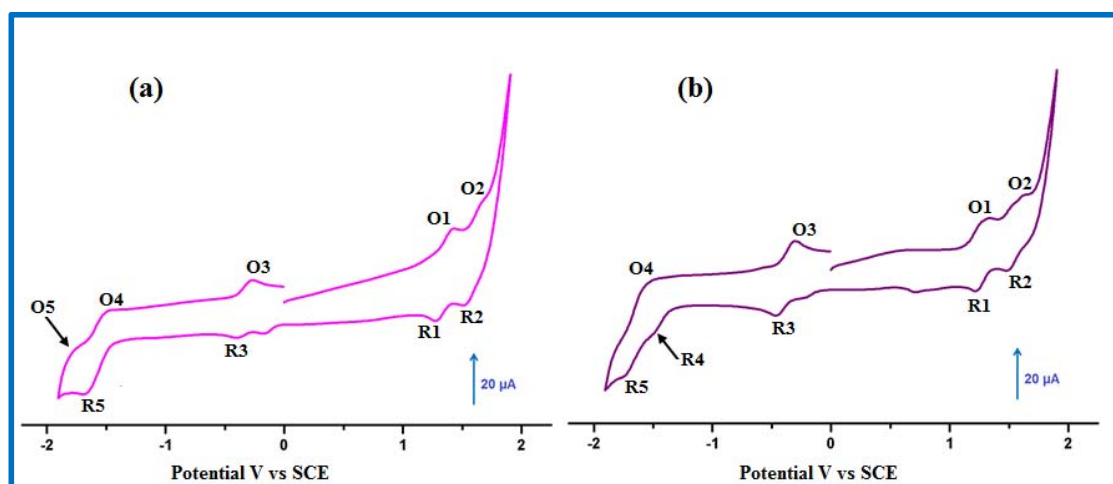 (a)
O2
O1
O3
O4
O5
R1
R2
R3
R5
20 µA
-2
-1
0
1
2
Potential V vs SCE
(b)
O2
O1
O3
O4
R2
R1
R3
R4
R5
20 µA
-2
-1
0
1
2
Potential V vs SCE